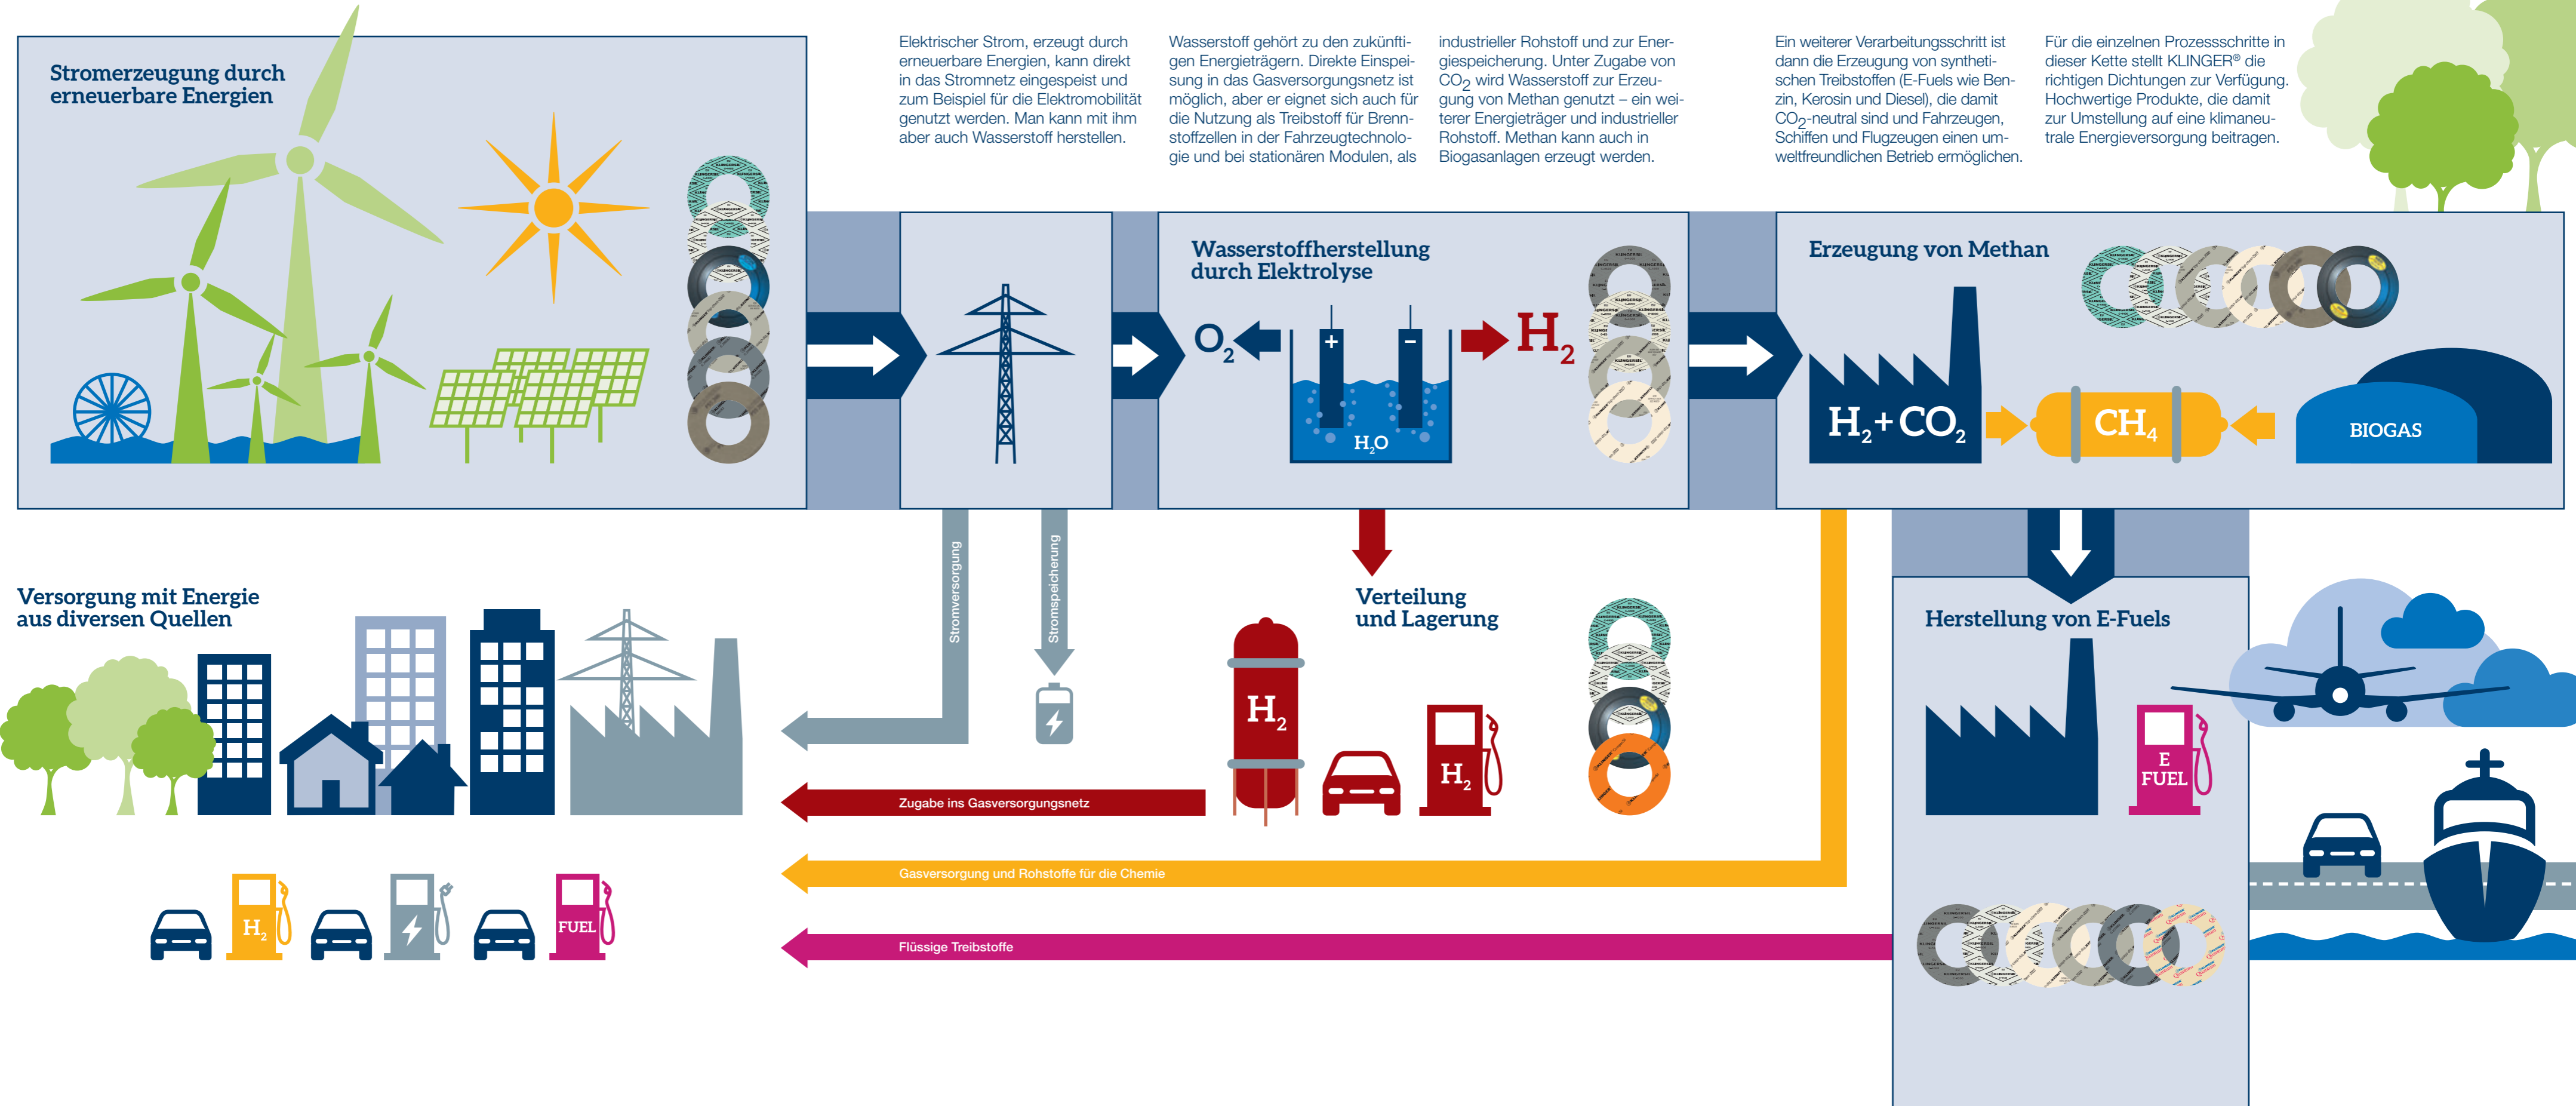 Stromerzeugung durch
erneuerbare Energien
Elektrischer Strom, erzeugt durch
erneuerbare Energien, kann direkt
in das Stromnetz eingespeist und
zum Beispiel für die Elektromobilität
genutzt werden. Man kann mit ihm
aber auch Wasserstoff herstellen.
Wasserstoff gehört zu den zukünfti-
gen Energieträgern. Direkte Einspei-
sung in das Gasversorgungsnetz ist
möglich, aber er eignet sich auch für
die Nutzung als Treibstoff für Brenn-
stoffzellen in der Fahrzeugtechnolo-
gie und bei stationären Modulen, als
industrieller Rohstoff und zur Ener-
giespeicherung. Unter Zugabe von
CO2 wird Wasserstoff zur Erzeu-
gung von Methan genutzt – ein wei-
terer Energieträger und industrieller
Rohstoff. Methan kann auch in
Biogasanlagen erzeugt werden.
Ein weiterer Verarbeitungsschritt ist
dann die Erzeugung von syntheti-
schen Treibstoffen (E-Fuels wie Ben-
zin, Kerosin und Diesel), die damit
CO2-neutral sind und Fahrzeugen,
Schiffen und Flugzeugen einen um-
weltfreundlichen Betrieb ermöglichen.
Für die einzelnen Prozessschritte in
dieser Kette stellt KLINGER® die
richtigen Dichtungen zur Verfügung.
Hochwertige Produkte, die damit
zur Umstellung auf eine klimaneu-
trale Energieversorgung beitragen.
Wasserstoffherstellung
durch Elektrolyse
O2
+
−
H2O
H2
Erzeugung von Methan
H2+CO2
CH4
BIOGAS
Stromversorgung
Stromspeicherung
Versorgung mit Energie
aus diversen Quellen
Verteilung
und Lagerung
H2
H2
Herstellung von E-Fuels
E
FUEL
Zugabe ins Gasversorgungsnetz
Gasversorgung und Rohstoffe für die Chemie
Flüssige Treibstoffe
H2
FUEL